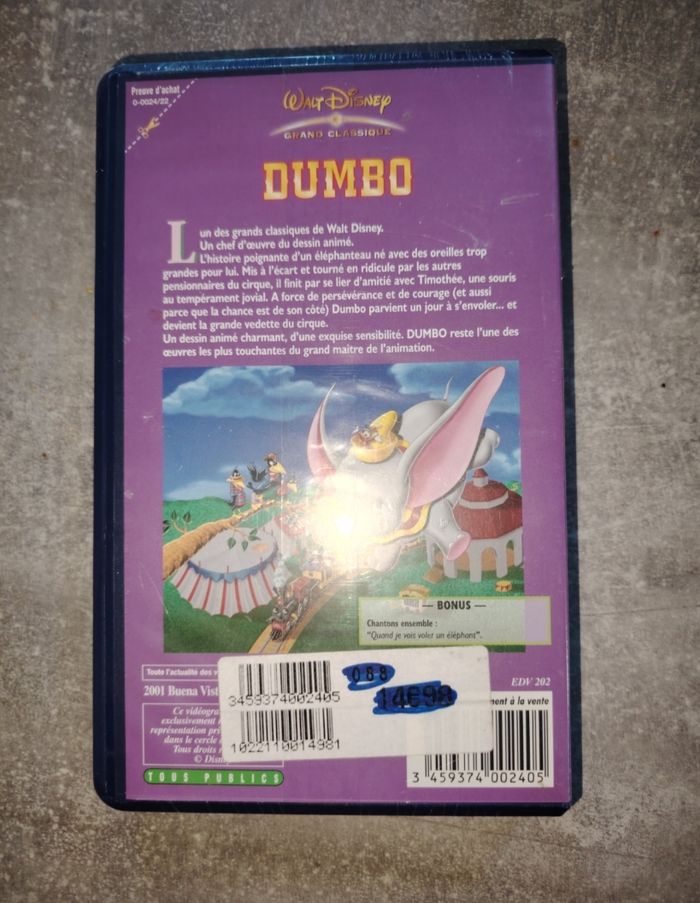 Preuve d'achat
0-0024/22
WALT DISNEY
GRAND CLASSIQUE
DUMBO
L'un des grands classiques de Walt Disney.
Un chef d'œuvre du dessin animé.
L'histoire poignante d'un éléphanteau né avec des oreilles trop
grandes pour lui. Mis à l'écart et tourné en ridicule par les autres
pensionnaires du cirque, il finit par se lier d'amitié avec Timothée, une souris
au tempérament jovial. A force de persévérance et de courage (et aussi
parce que la chance est de son côté) Dumbo parvient un jour à s'envoler... et
devient la grande vedette du cirque.
Un dessin animé charmant, d'une exquise sensibilité. DUMBO reste l'une des
œuvres les plus touchantes du grand maître de l'animation.
BONUS
Chantons ensemble :
"Quand je vois voler un éléphant".
Toute l'actualité des
EDV 202
2001 Buena
ment à la vente
Ce
exclusivement
représentation
dans le cercle
Tous droits
©
TOUS PUBLICS
3459374002405
1022110014981
088
14€98
3 459374 002405